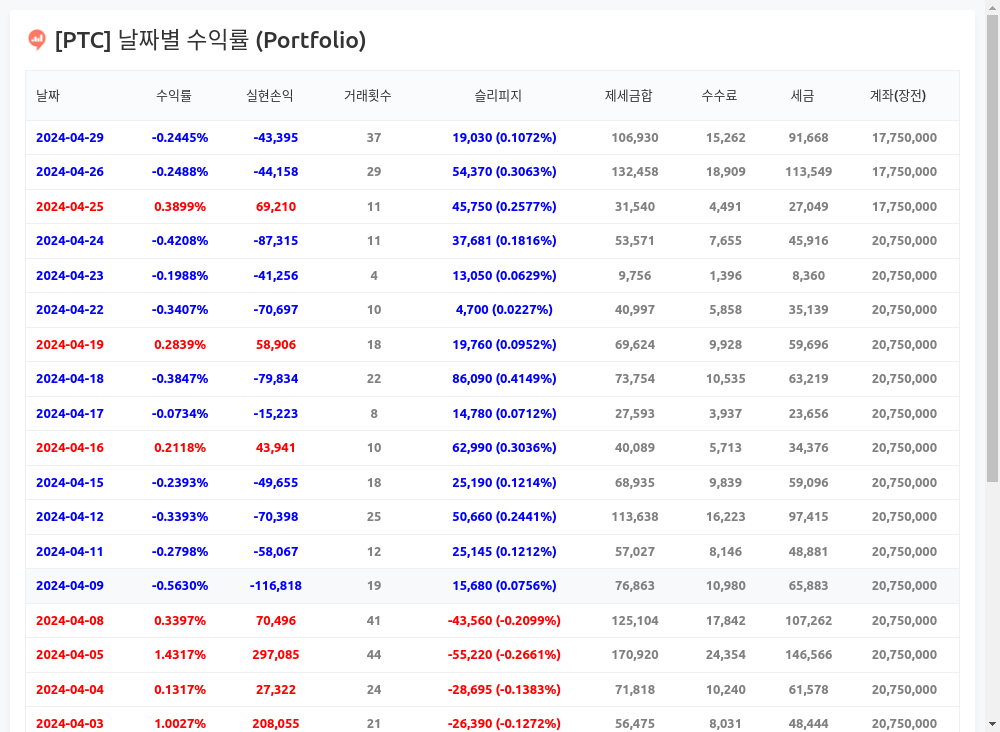 [PTC] 날짜별 수익률 (Portfolio)
날짜 수익률 실현손익 거래횟수 슬리피지 제세금합 수수료 세금 계좌(장전)
2024-04-29 -0.2445% -43,395 37 19,030 (0.1072%) 106,930 15,262 91,668 17,750,000
2024-04-26 -0.2488% -44,158 29 54,370 (0.3063%) 132,458 18,909 113,549 17,750,000
2024-04-25 0.3899% 69,210 11 45,750 (0.2577%) 31,540 4,491 27,049 17,750,000
2024-04-24 -0.4208% -87,315 11 37,681 (0.1816%) 53,571 7,655 45,916 20,750,000
2024-04-23 -0.1988% -41,256 4 13,050 (0.0629%) 9,756 1,396 8,360 20,750,000
2024-04-22 -0.3407% -70,697 10 4,700 (0.0227%) 40,997 5,858 35,139 20,750,000
2024-04-19 0.2839% 58,906 18 19,760 (0.0952%) 69,624 9,928 59,696 20,750,000
2024-04-18 -0.3847% -79,834 22 86,090 (0.4149%) 73,754 10,535 63,219 20,750,000
2024-04-17 -0.0734% -15,223 8 14,780 (0.0712%) 27,593 3,937 23,656 20,750,000
2024-04-16 0.2118% 43,941 10 62,990 (0.3036%) 40,089 5,713 34,376 20,750,000
2024-04-15 -0.2393% -49,655 18 25,190 (0.1214%) 68,935 9,839 59,096 20,750,000
2024-04-12 -0.3393% -70,398 25 50,660 (0.2441%) 113,638 16,223 97,415 20,750,000
2024-04-11 -0.2798% -58,067 12 25,145 (0.1212%) 57,027 8,146 48,881 20,750,000
2024-04-09 -0.5630% -116,818 19 15,680 (0.0756%) 76,863 10,980 65,883 20,750,000
2024-04-08 0.3397% 70,496 41 -43,560 (-0.2099%) 125,104 17,842 107,262 20,750,000
2024-04-05 1.4317% 297,085 44 -55,220 (-0.2661%) 170,920 24,354 146,566 20,750,000
2024-04-04 0.1317% 27,322 24 -28,695 (-0.1383%) 71,818 10,240 61,578 20,750,000
2024-04-03 1.0027% 208,055 21 -26,390 (-0.1272%) 56,475 8,031 48,444 20,750,000